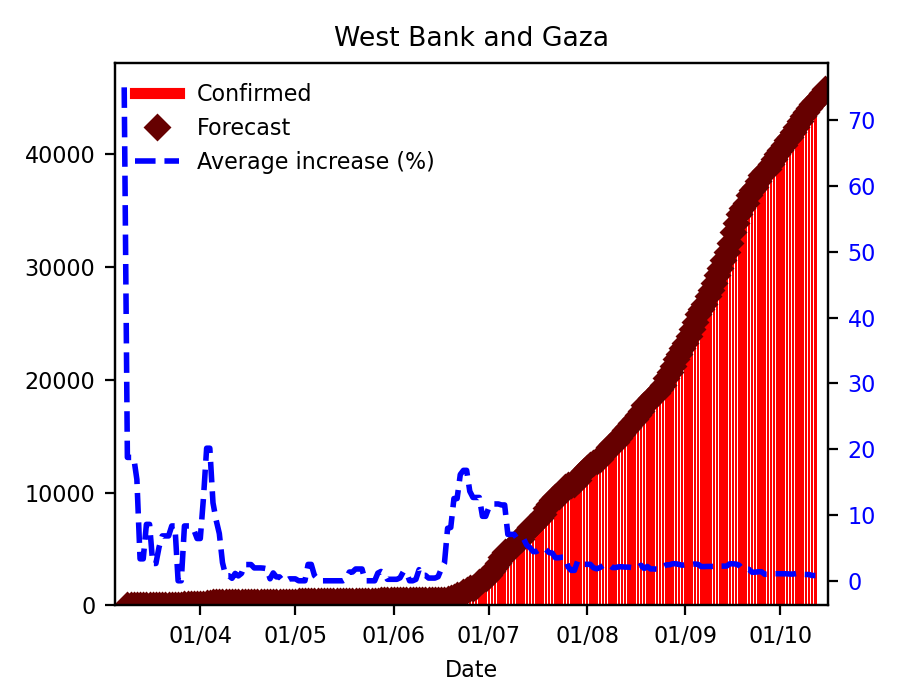 West Bank and Gaza
Confirmed
Forecast
Average increase (%)
40000
30000
20000
10000
0
70
60
50
40
30
20
10
0
01/04 01/05 01/06 01/07 01/08 01/09 01/10
Date